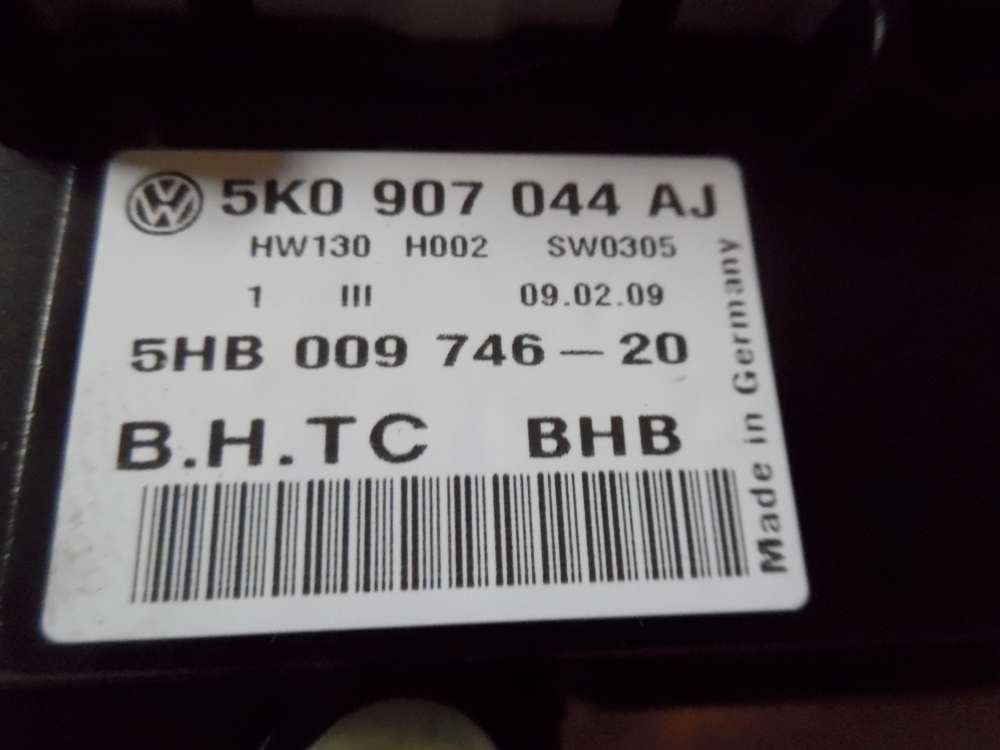 VW 5K0 907 044 AJ
HW130 H002 SW0305
1 III 09.02.09
5HB 009 746-20
B.H.TC BHB
Made in Germany